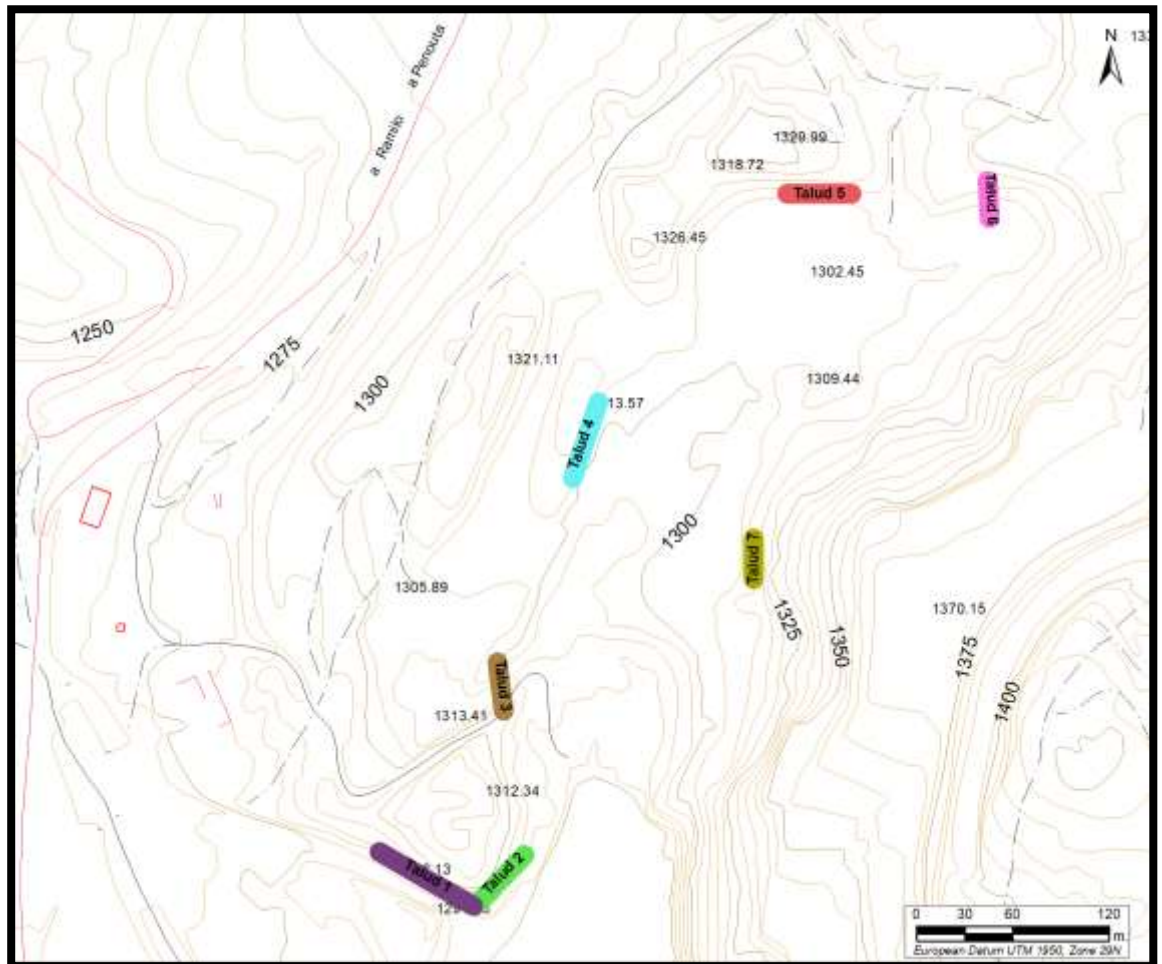 N
a Ramilo a Penouta
1329.99
1318.72
Talud 5
Talud 6
1326.45
1302.45
1250
1275
1321.11
1300
1309.44
13.57
Talud 4
1300
Talud 7
1305.89
1325
1350
1370.15
1375
1400
Talud 3
1313.41
1312.34
Talud 2
Talud 1
0 30 60 120
m.
European Datum UTM 1950, Zone 29N